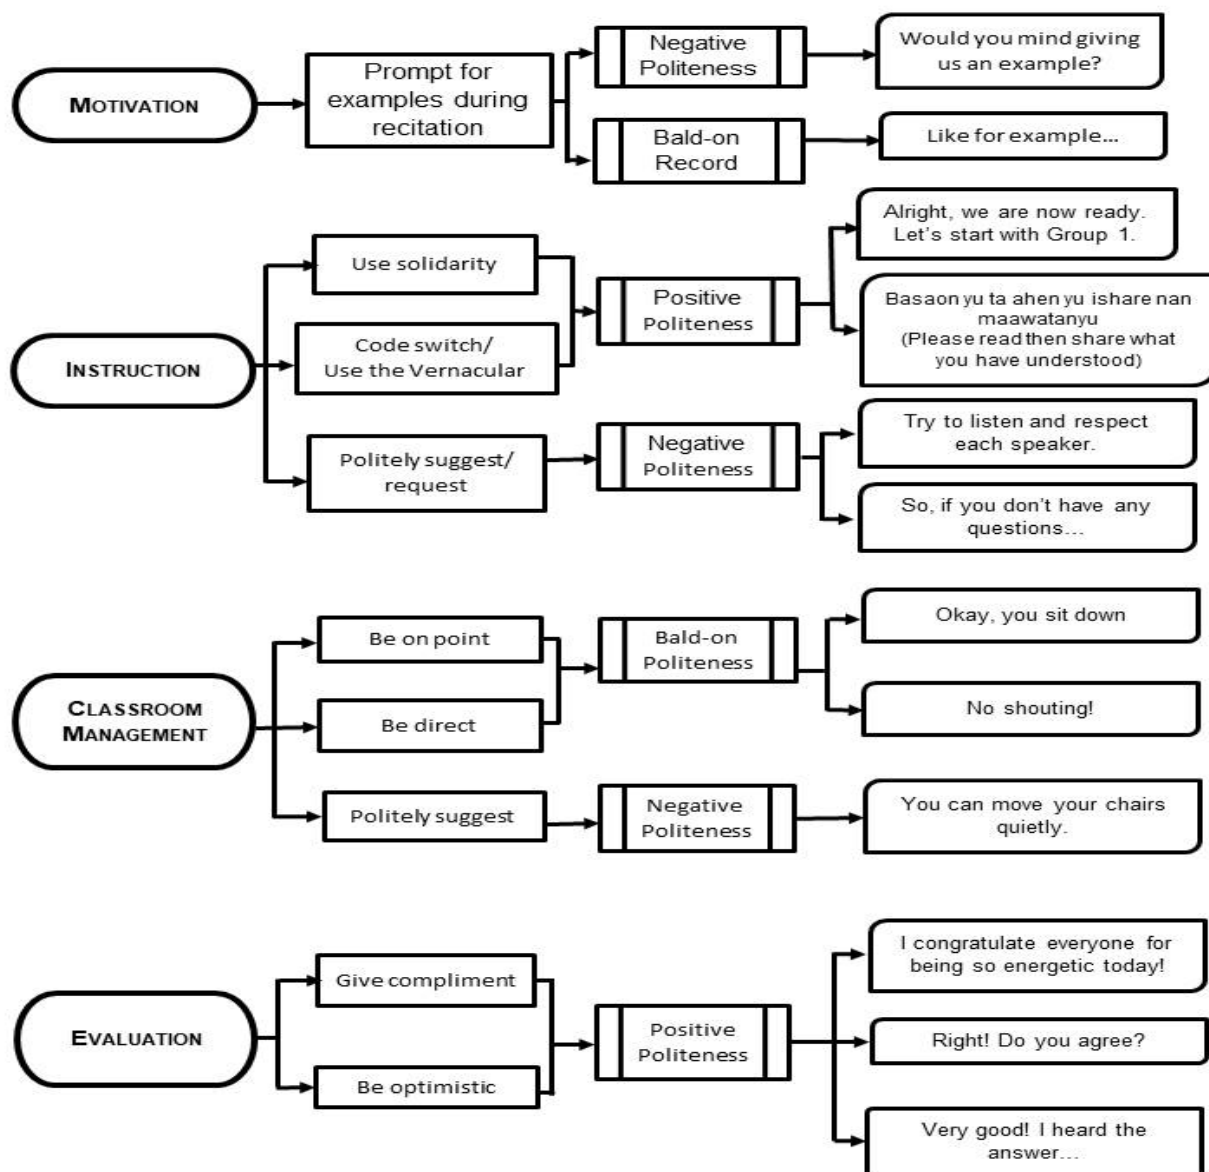 MOTIVATION
Prompt for
examples during
recitation
Negative
Politeness
Would you mind giving
us an example?
Bald-on
Record
Like for example...
INSTRUCTION
Use solidarity
Code switch/
Use the Vernacular
Politely suggest/
request
Positive
Politeness
Alright, we are now ready.
Let's start with Group 1.
Basaon yu ta ahen yu ishare nan
maawatanyu
(Please read then share what
you have understood)
Negative
Politeness
Try to listen and respect
each speaker.
So, if you don't have any
questions...
CLASSROOM
MANAGEMENT
Be on point
Be direct
Politely suggest
Bald-on
Politeness
Okay, you sit down
No shouting!
Negative
Politeness
You can move your chairs
quietly.
EVALUATION
Give compliment
Be optimistic
Positive
Politeness
I congratulate everyone for
being so energetic today!
Right! Do you agree?
Very good! I heard the
answer...